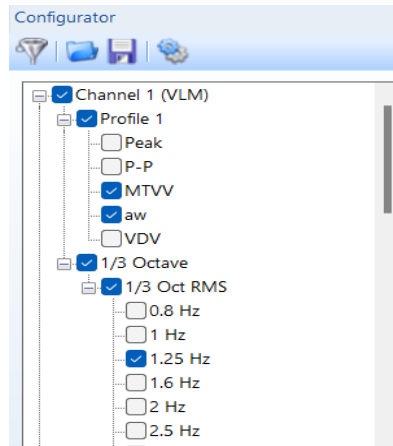 Configurator
Channel 1 (VLM)
Profile 1
Peak
P-P
MTVV
aw
VDV
1/3 Octave
1/3 Oct RMS
0.8 Hz
1 Hz
1.25 Hz
1.6 Hz
2 Hz
2.5 Hz